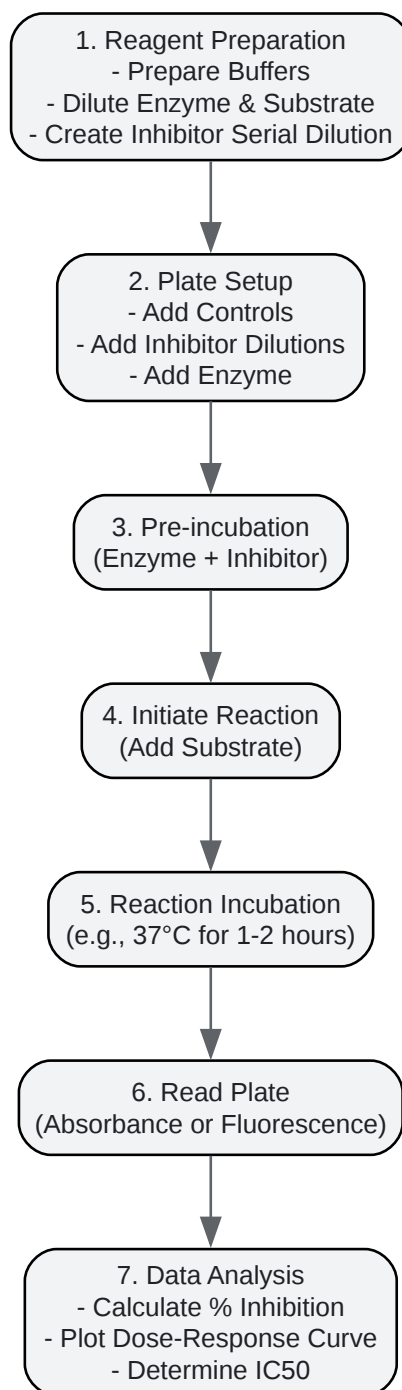 1. Reagent Preparation
- Prepare Buffers
- Dilute Enzyme & Substrate
- Create Inhibitor Serial Dilution
2. Plate Setup
- Add Controls
- Add Inhibitor Dilutions
- Add Enzyme
3. Pre-incubation
(Enzyme + Inhibitor)
4. Initiate Reaction
(Add Substrate)
5. Reaction Incubation
(e.g., 37°C for 1-2 hours)
6. Read Plate
(Absorbance or Fluorescence)
7. Data Analysis
- Calculate % Inhibition
- Plot Dose-Response Curve
- Determine IC50